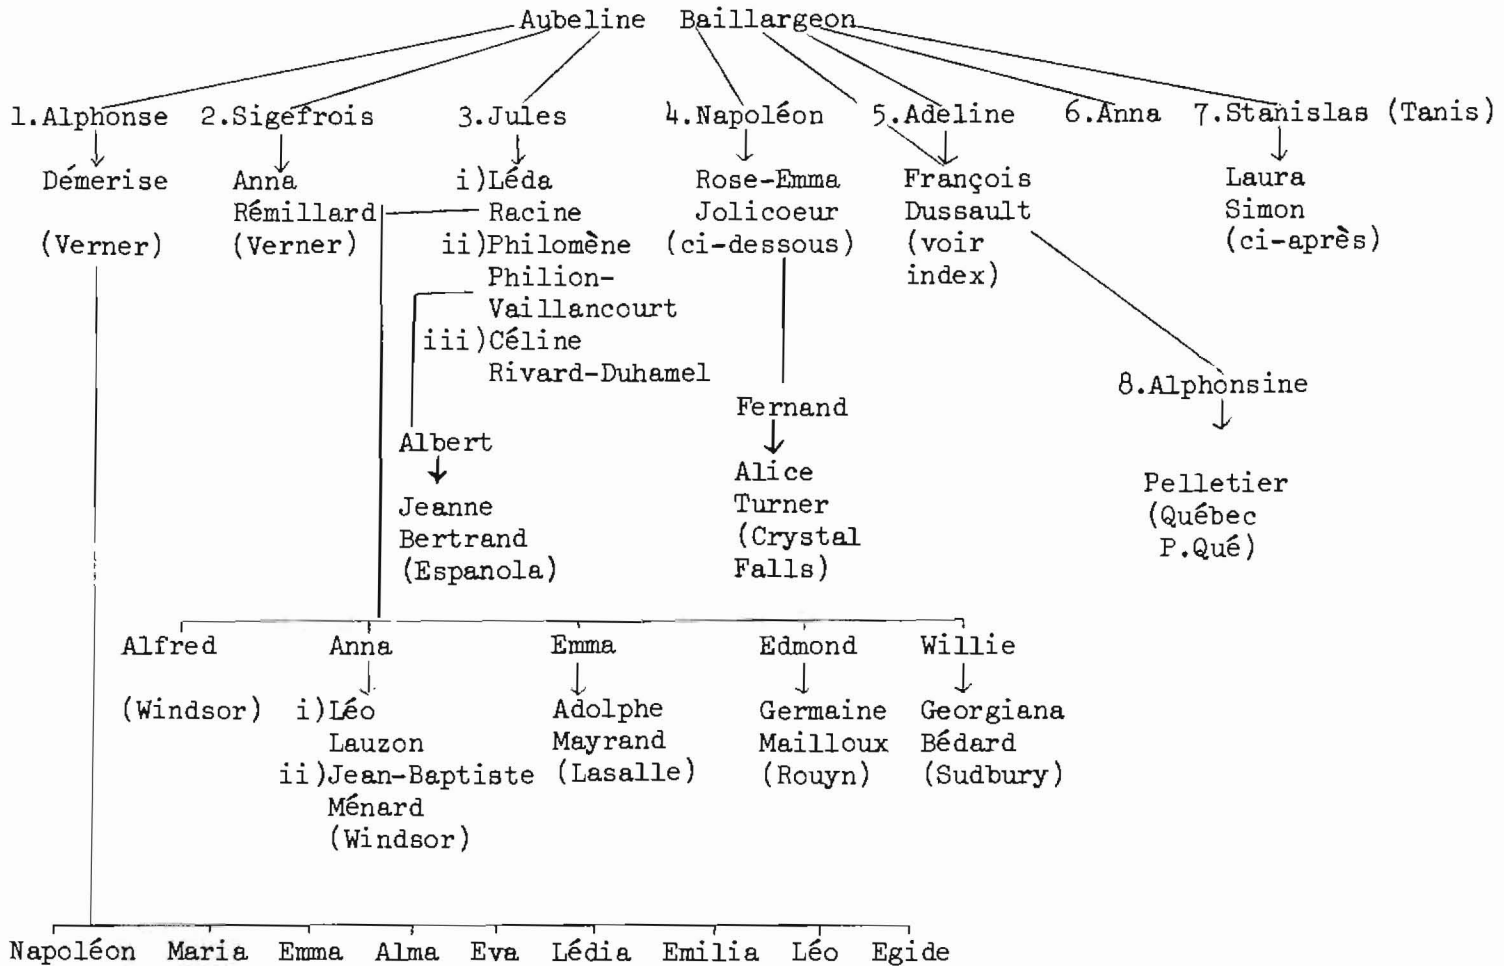 Aubeline Baillargeon
1.Alphonse 2.Sigefrois 3.Jules 4.Napoléon 5.Adeline 6.Anna 7.Stanislas (Tanis)
Démerise Anna i)Léda Rose-Emma François Laura
Rémillard Racine Jolicoeur Dussault Simon
(Verner) (Verner) ii)Philomène (ci-dessous) (voir (ci-après)
Philion- index)
Vaillancourt
iii)Céline
Rivard-Duhamel
8.Alphonsine
Fernand
Albert
Alice
Pelletier
Jeanne Turner (Québec
Bertrand (Crystal P.Qué)
(Espanola) Falls)
Alfred Anna Emma Edmond Willie
(Windsor) i)Léo Adolphe Germaine Georgiana
Lauzon Mayrand Mailloux Bédard
ii)Jean-Baptiste (Lasalle) (Rouyn) (Sudbury)
Ménard
(Windsor)
Napoléon Maria Emma Alma Eva Lédia Emilia Léo Egide